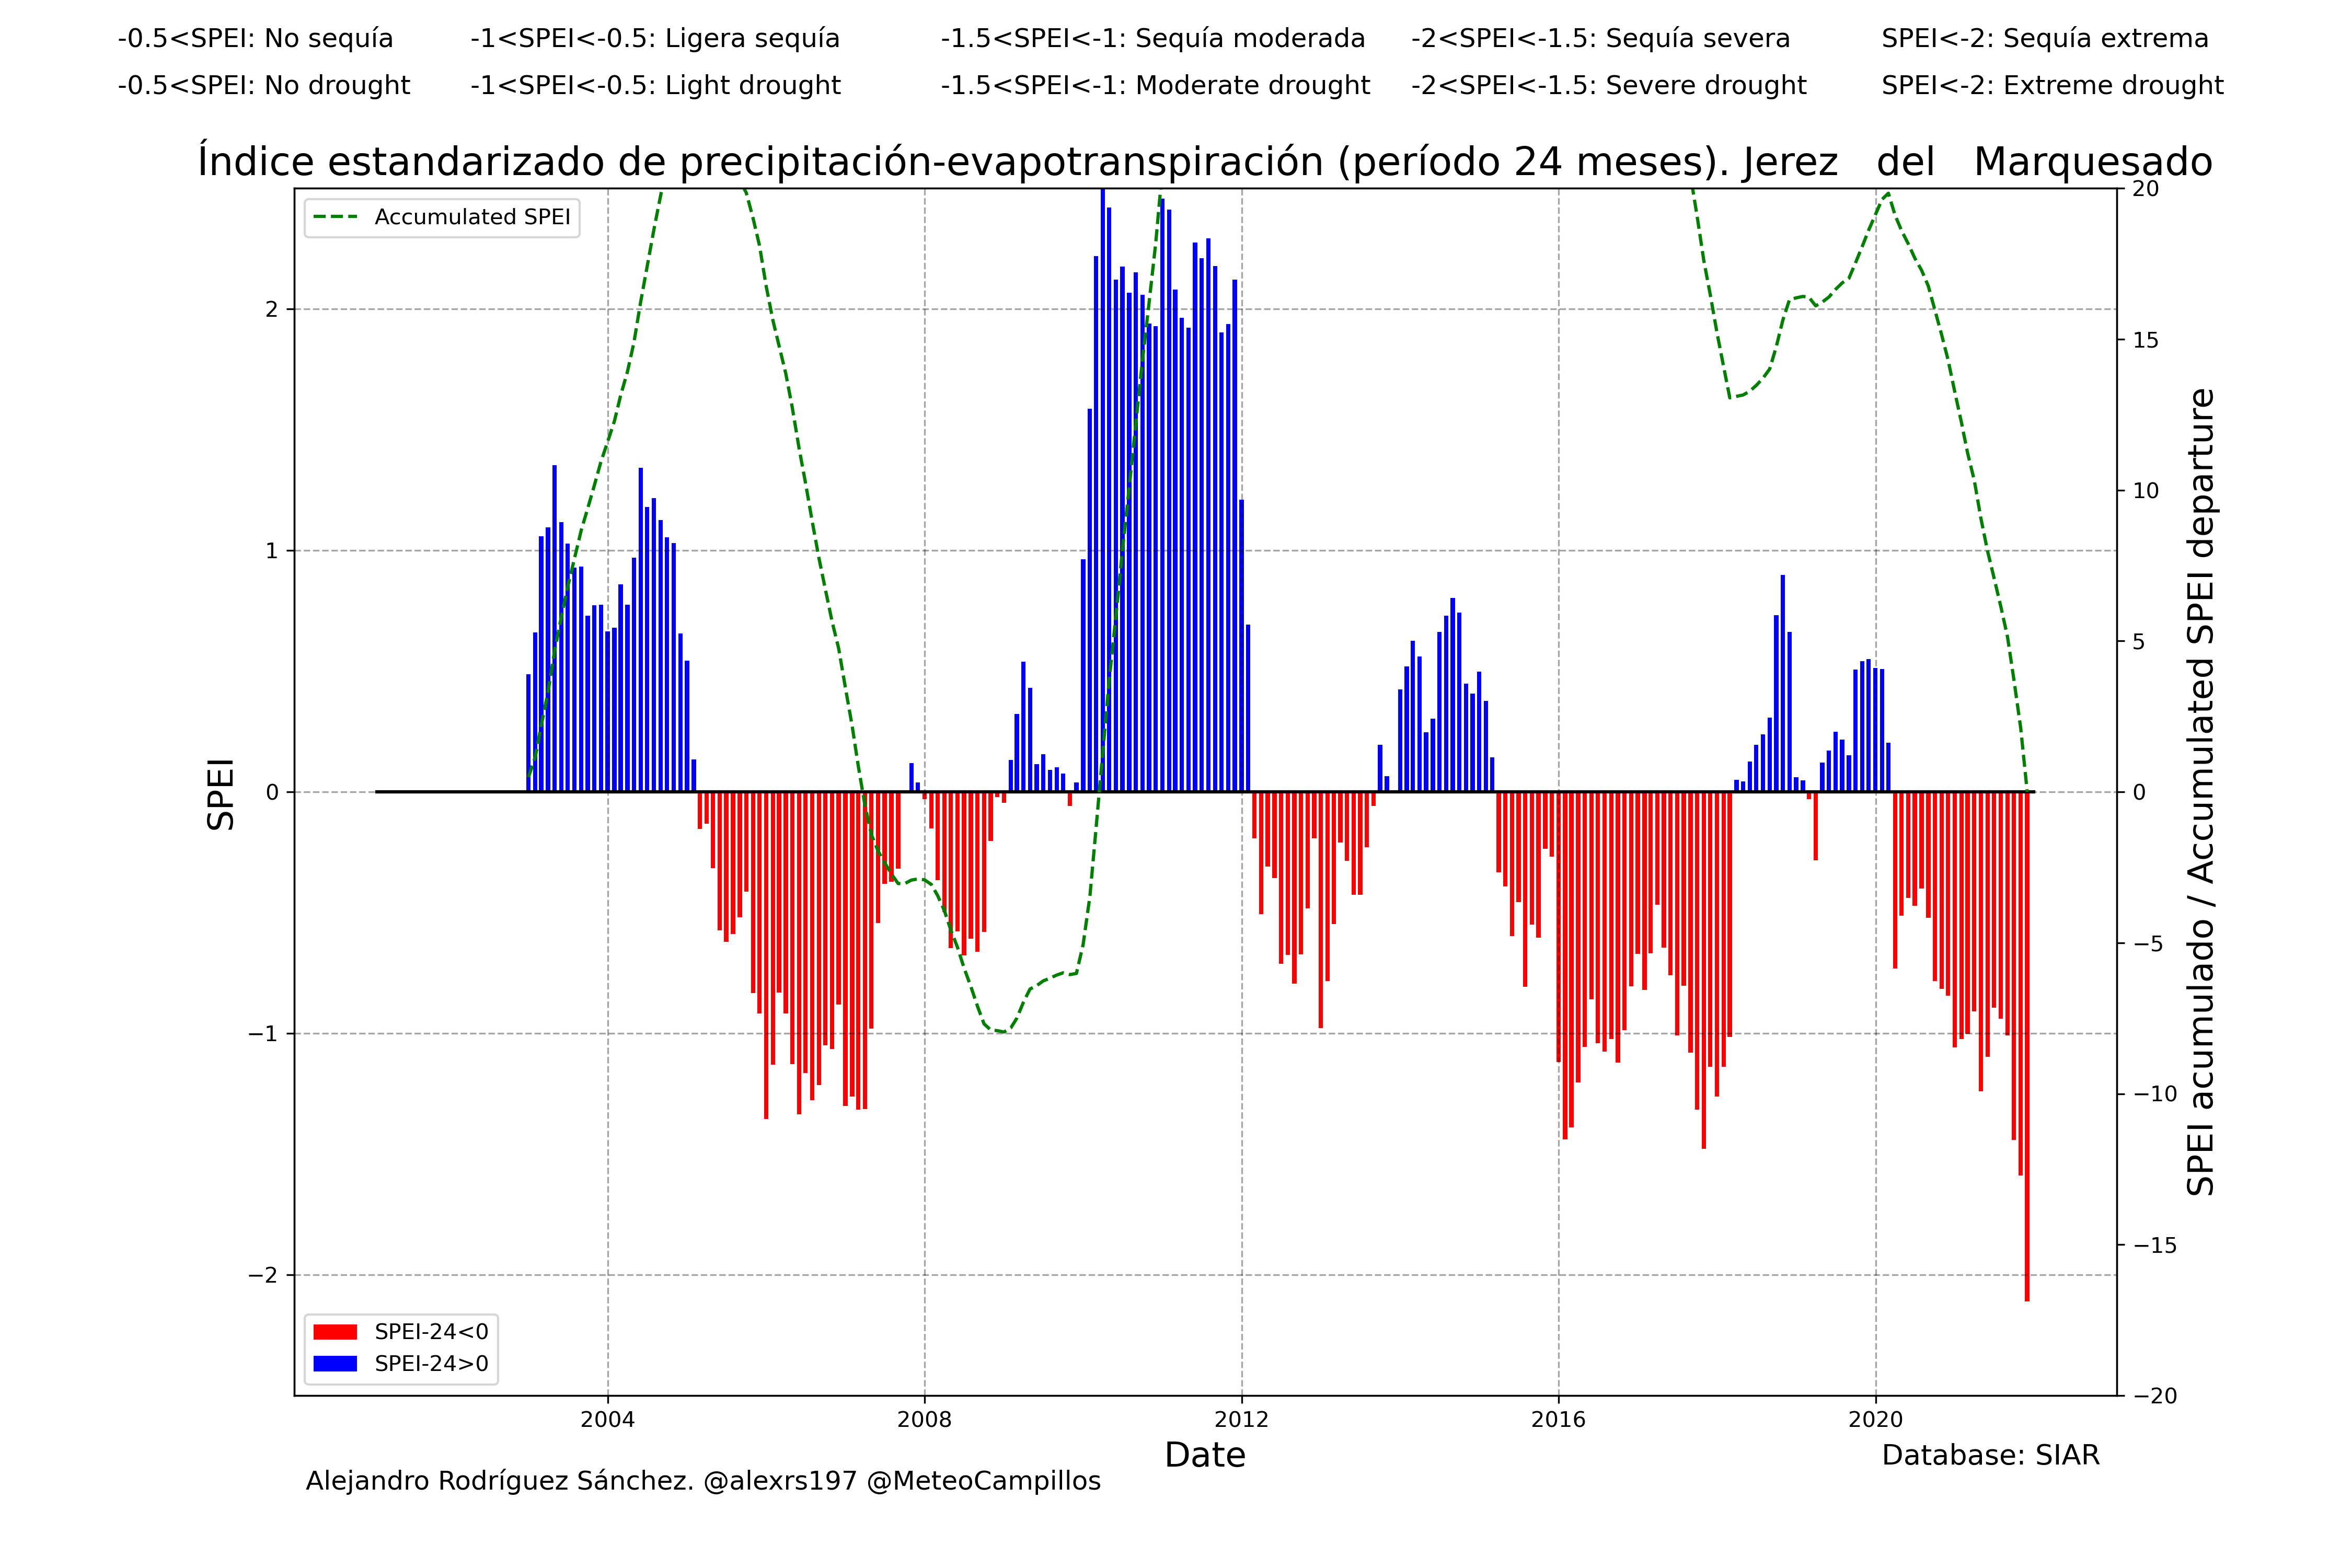 -0.5<SPEI: No sequía
-1<SPEI<-0.5: Ligera sequía
-1.5<SPEI<-1: Sequía moderada
-2<SPEI<-1.5: Sequía severa
SPEI<-2: Sequía extrema
-0.5<SPEI: No drought
-1<SPEI<-0.5: Light drought
-1.5<SPEI<-1: Moderate drought
-2<SPEI<-1.5: Severe drought
SPEI<-2: Extreme drought
Índice estandarizado de precipitación-evapotranspiración (período 24 meses). Jerez del Marquesado
Accumulated SPEI
SPEI
2
1
0
−1
−2
20
15
10
5
0
−5
−10
−15
−20
SPEI acumulado / Accumulated SPEI departure
SPEI-24<0
SPEI-24>0
2004
2008
2012
2016
2020
Date
Database: SIAR
Alejandro Rodríguez Sánchez. @alexrs197 @MeteoCampillos